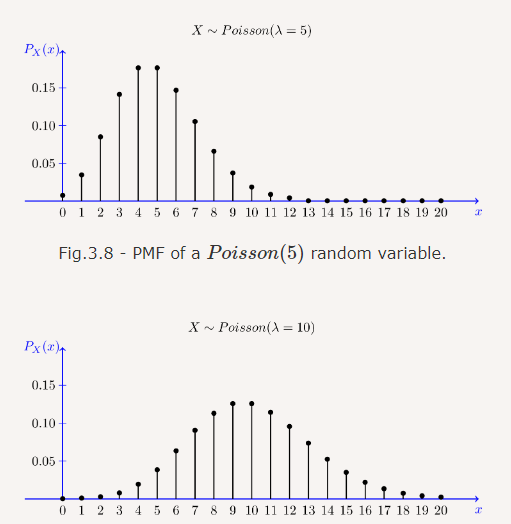 X ∼ Poisson(λ = 5)
P_X(x)
0.15
0.10
0.05
0 1 2 3 4 5 6 7 8 9 10 11 12 13 14 15 16 17 18 19 20 x
Fig.3.8 - PMF of a Poisson(5) random variable.
X ∼ Poisson(λ = 10)
P_X(x)
0.15
0.10
0.05
0 1 2 3 4 5 6 7 8 9 10 11 12 13 14 15 16 17 18 19 20 x